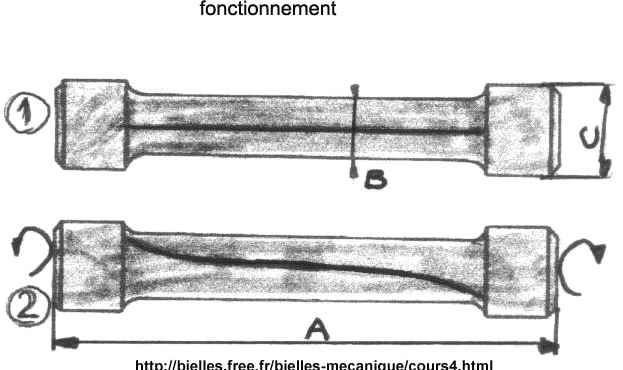 fonctionnement
1
B
C
2
A
http://bielles.free.fr/bielles-mecanique/cours4.html